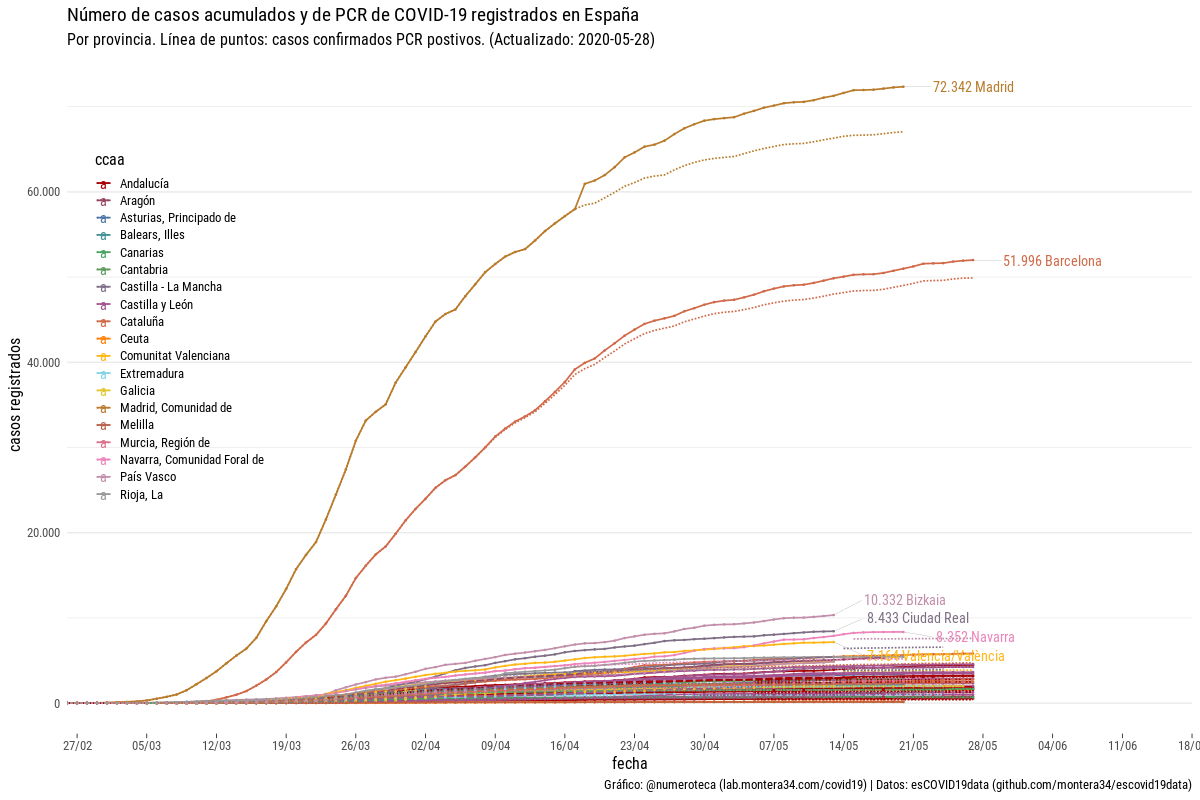 Número de casos acumulados y de PCR de COVID-19 registrados en España
Por provincia. Línea de puntos: casos confirmados PCR postivos. (Actualizado: 2020-05-28)
72.342 Madrid
ccaa
Andalucía
Aragón
Asturias, Principado de
Balears, Illes
Canarias
Cantabria
Castilla - La Mancha
Castilla y León
Cataluña
Ceuta
Comunitat Valenciana
Extremadura
Galicia
Madrid, Comunidad de
Melilla
Murcia, Región de
Navarra, Comunidad Foral de
País Vasco
Rioja, La
60.000
51.996 Barcelona
40.000
casos registrados
20.000
10.332 Bizkaia
8.433 Ciudad Real
8.352 Navarra
Valencia/València
0
27/02 05/03 12/03 19/03 26/03 02/04 09/04 16/04 23/04 30/04 07/05 14/05 21/05 28/05 04/06 11/06 18/0
fecha
Gráfico: @numeroteca (lab.montera34.com/covid19) | Datos: esCOVID19data (github.com/montera34/escovid19data)